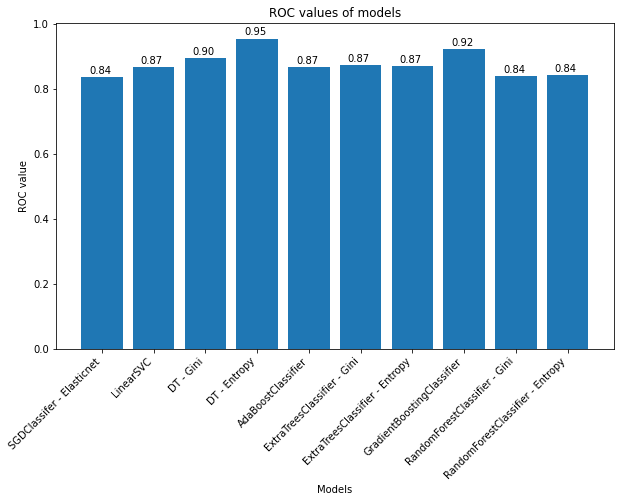 ROC values of models
ROC value
1.0
0.8
0.6
0.4
0.2
0.0
0.84
0.87
0.90
0.95
0.87
0.87
0.87
0.92
0.84
0.84
SGDClassifer - Elasticnet
LinearSVC
DT - Gini
DT - Entropy
AdaBoostClassifier
ExtraTreesClassifier - Gini
ExtraTreesClassifier - Entropy
GradientBoostingClassifier
RandomForestClassifier - Gini
RandomForestClassifier - Entropy
Models